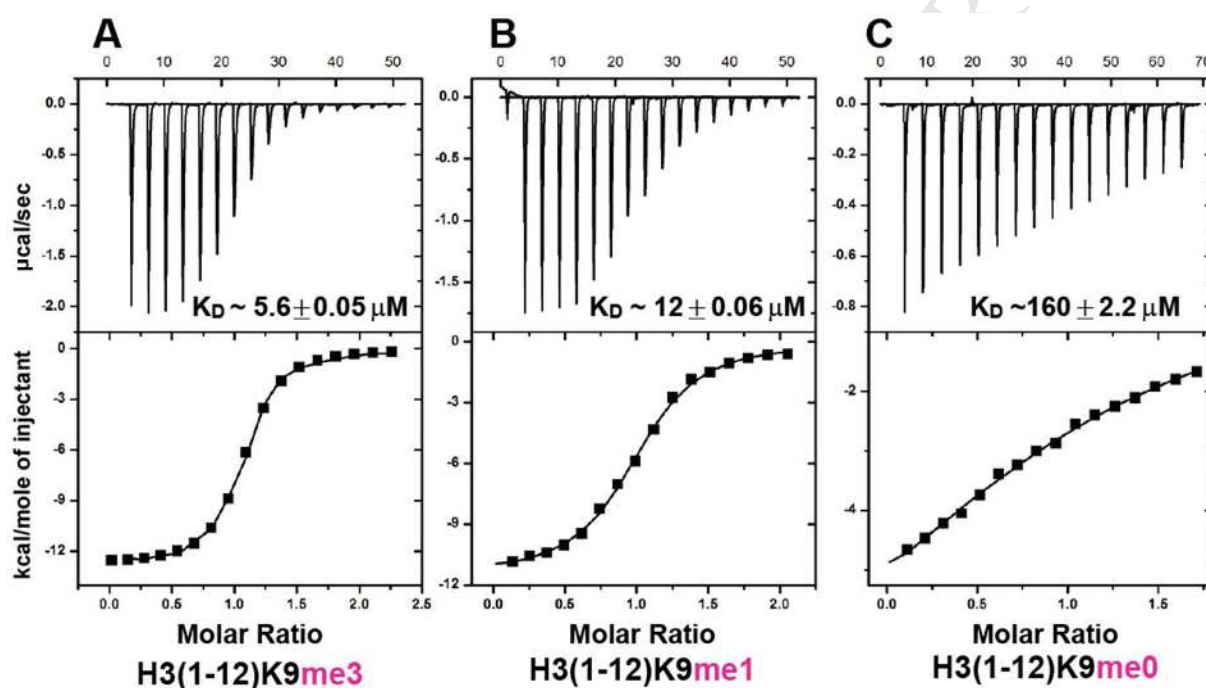 A
0 10 20 30 40 50
0.0
-0.5
-1.0
-1.5
-2.0
µcal/sec
K_D ~ 5.6 ± 0.05 µM
0
-3
-6
-9
-12
kcal/mole of injectant
0.0 0.5 1.0 1.5 2.0 2.5
Molar Ratio
H3(1-12)K9me3
B
0 10 20 30 40 50
0.0
-0.5
-1.0
-1.5
K_D ~ 12 ± 0.06 µM
0
-3
-6
-9
-12
0.0 0.5 1.0 1.5 2.0
Molar Ratio
H3(1-12)K9me1
C
0 10 20 30 40 50 60 70
0.0
-0.2
-0.4
-0.6
-0.8
K_D ~160 ± 2.2 µM
-2
-4
0.0 0.5 1.0 1.5
Molar Ratio
H3(1-12)K9me0